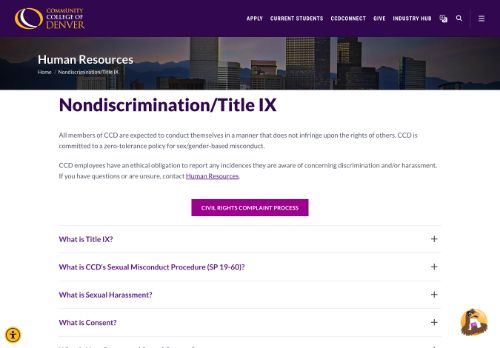 COMMUNITY
COLLEGE OF
DENVER
APPLY CURRENT STUDENTS CCDCONNECT GIVE INDUSTRY HUB
Human Resources
Home / Nondiscrimination/Title IX
Nondiscrimination/Title IX
All members of CCD are expected to conduct themselves in a manner that does not infringe upon the rights of others. CCD is
committed to a zero-tolerance policy for sex/gender-based misconduct.
CCD employees have an ethical obligation to report any incidences they are aware of concerning discrimination and/or harassment.
If you have questions or are unsure, contact Human Resources.
CIVIL RIGHTS COMPLAINT PROCESS
What is Title IX?
What is CCD's Sexual Misconduct Procedure (SP 19-60)?
What is Sexual Harassment?
What is Consent?